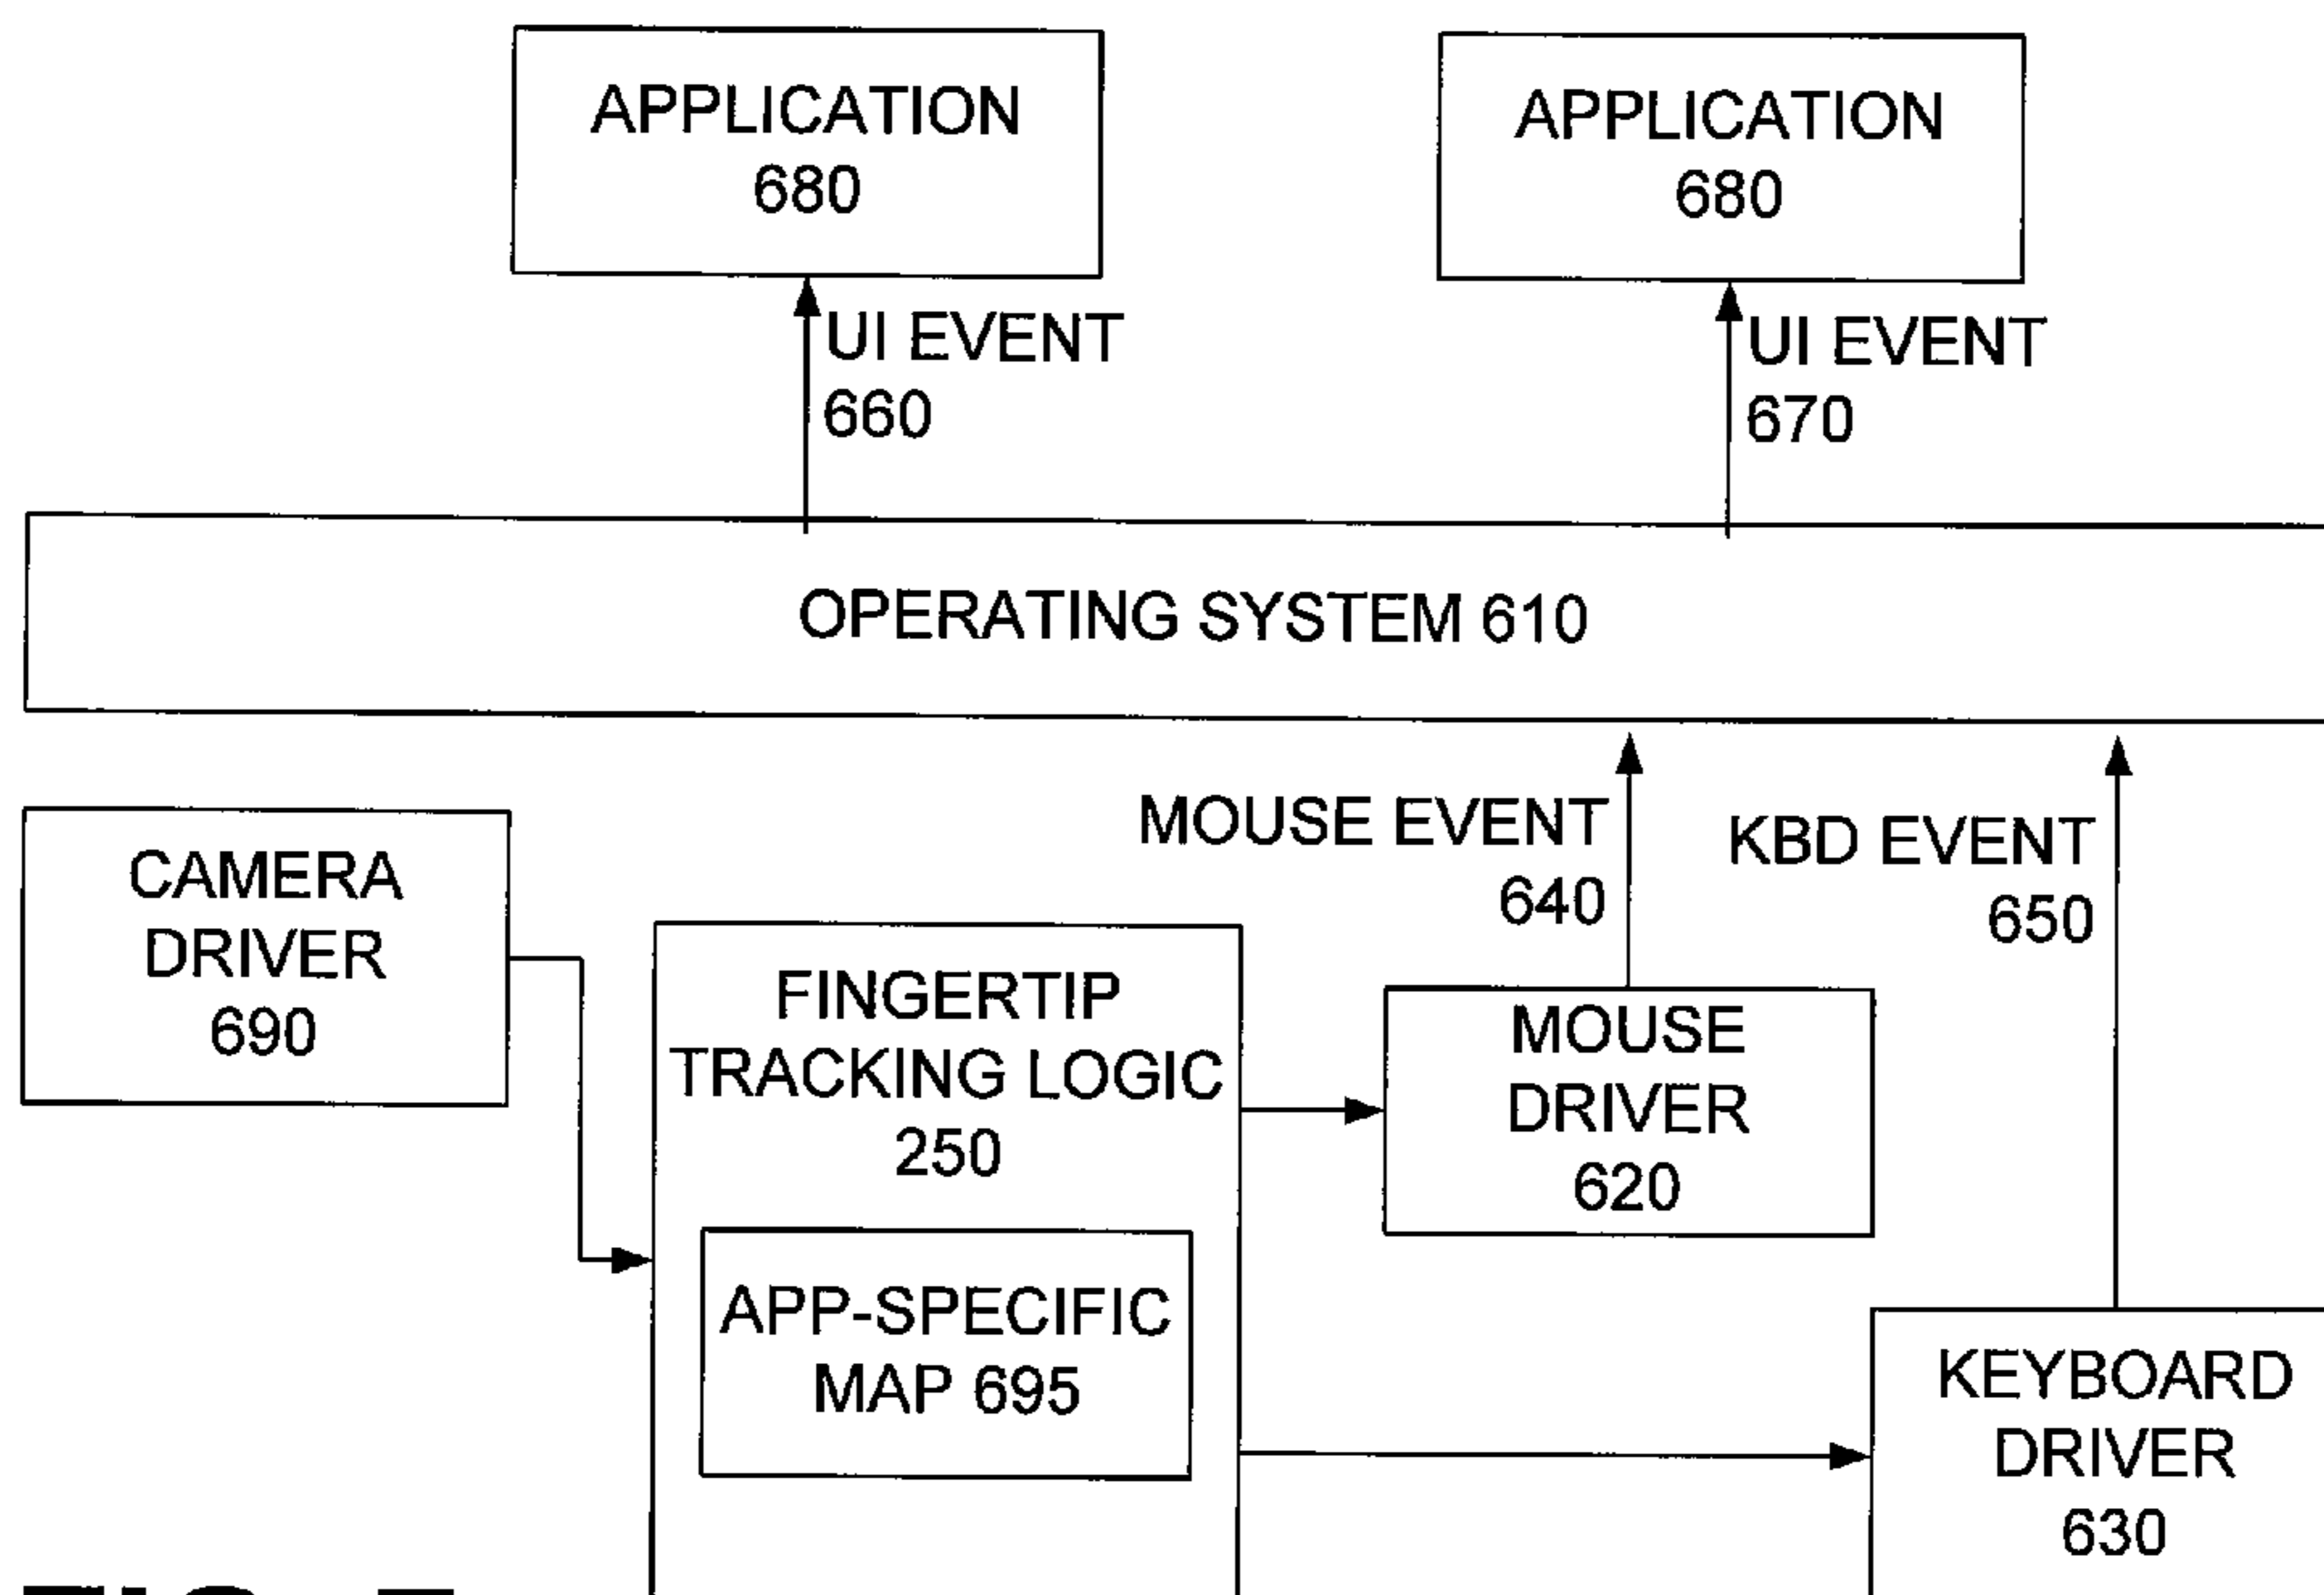 APPLICATION
680
APPLICATION
680
UI EVENT
660
UI EVENT
670
OPERATING SYSTEM 610
MOUSE EVENT
640
KBD EVENT
650
CAMERA
DRIVER
690
FINGERTIP
TRACKING LOGIC
250
APP-SPECIFIC
MAP 695
MOUSE
DRIVER
620
KEYBOARD
DRIVER
630